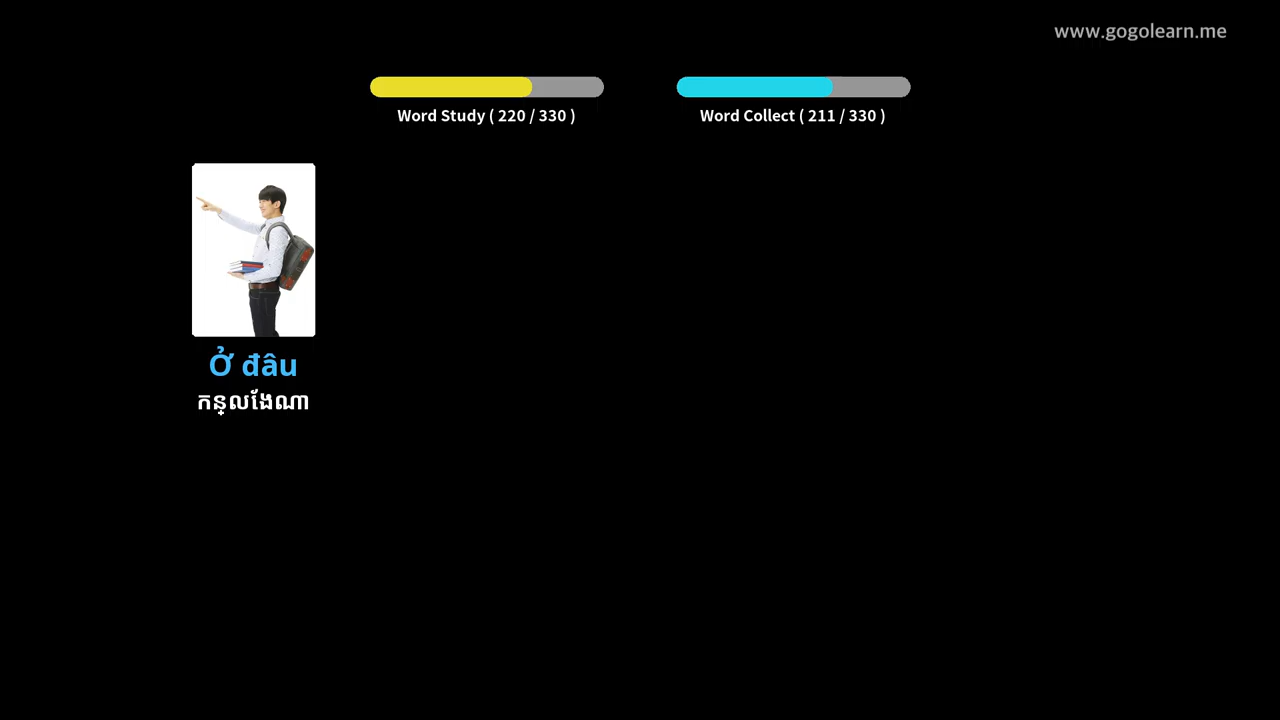 www.gogolearn.me
Word Study ( 220 / 330 )
Word Collect ( 211 / 330 )
Ở đâu
កន្លងែណា